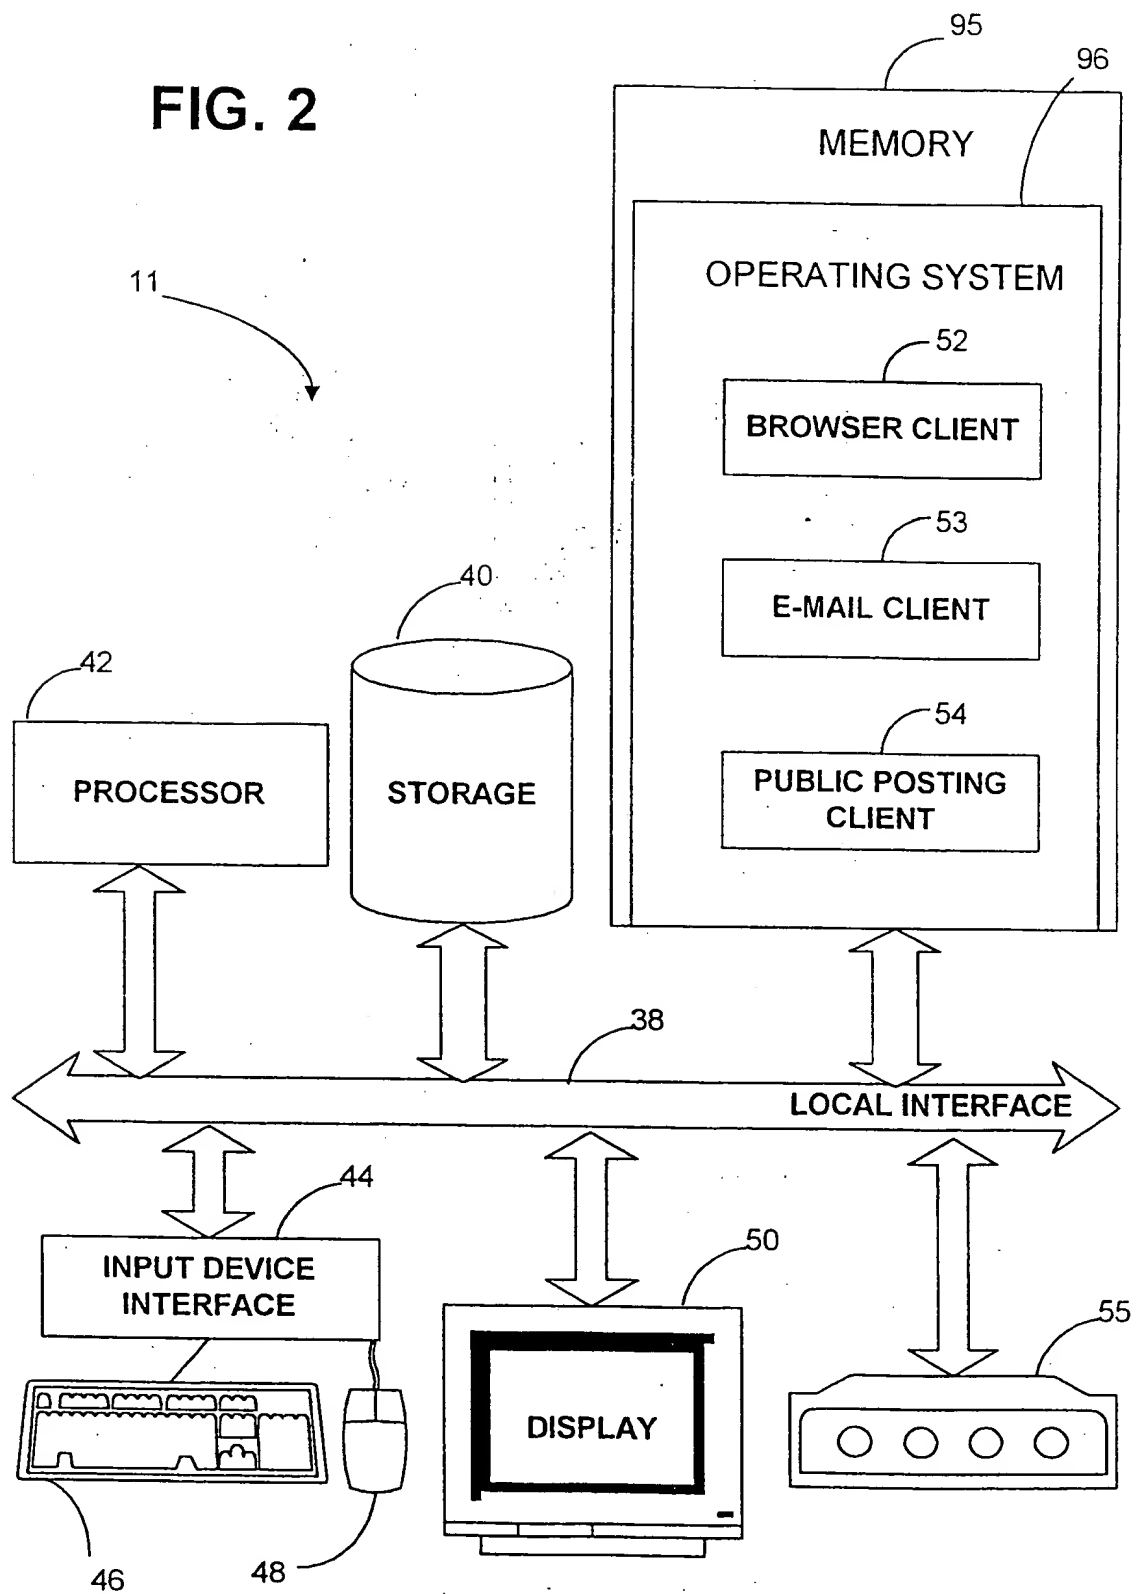 95
96
FIG. 2
MEMORY
11
OPERATING SYSTEM
52
BROWSER CLIENT
53
E-MAIL CLIENT
40
42
54
PROCESSOR
STORAGE
PUBLIC POSTING
CLIENT
38
LOCAL INTERFACE
44
INPUT DEVICE
INTERFACE
50
55
DISPLAY
46
48